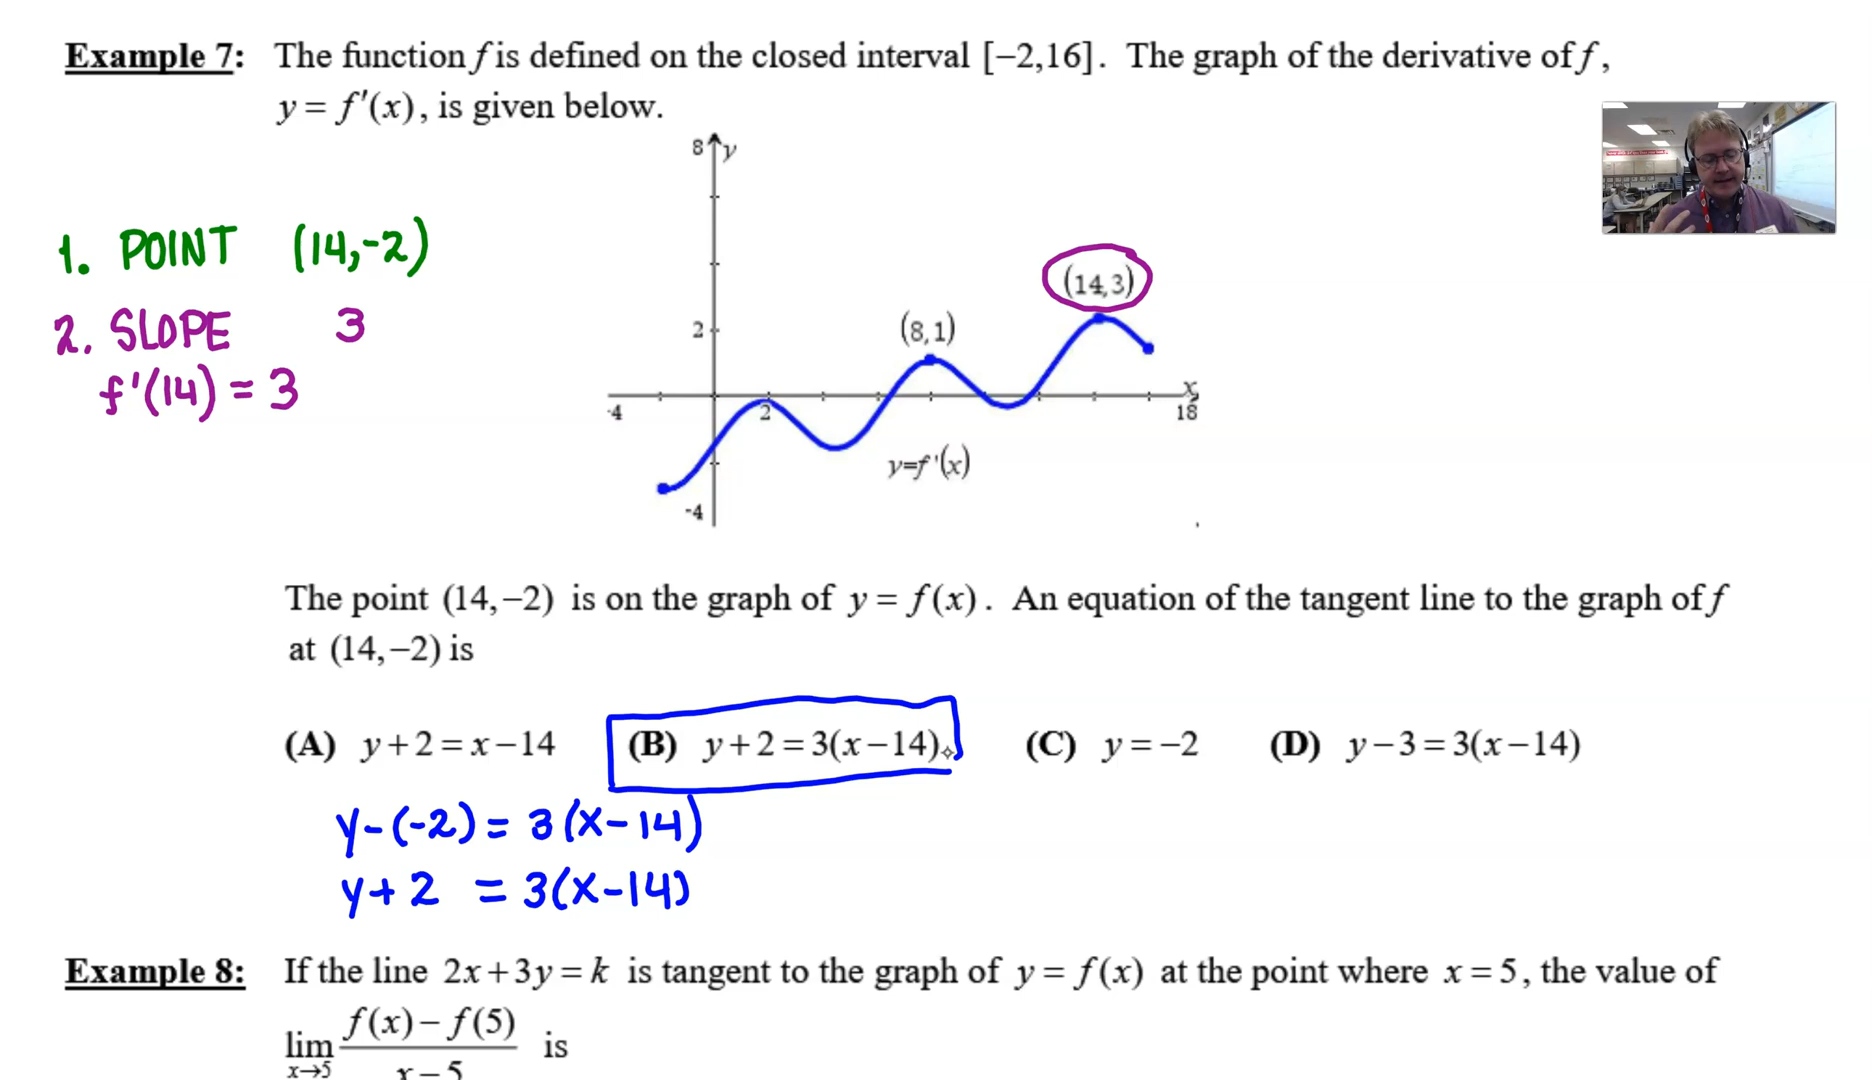 Example 7: The function f is defined on the closed interval [−2,16]. The graph of the derivative of f,
y = f′(x), is given below.
8 y
1. POINT (14,-2)
(14,3)
2. SLOPE 3
2
(8,1)
f'(14) = 3
x
-4
2
18
y=f'(x)
-4
The point (14,−2) is on the graph of y = f(x). An equation of the tangent line to the graph of f
at (14,−2) is
(A) y+2 = x−14 (B) y+2 = 3(x−14) (C) y = −2 (D) y−3 = 3(x−14)
y-(-2) = 3(x-14)
y+2 = 3(x-14)
Example 8: If the line 2x+3y = k is tangent to the graph of y = f(x) at the point where x = 5, the value of
f(x) − f(5)
lim is
x→5 x − 5